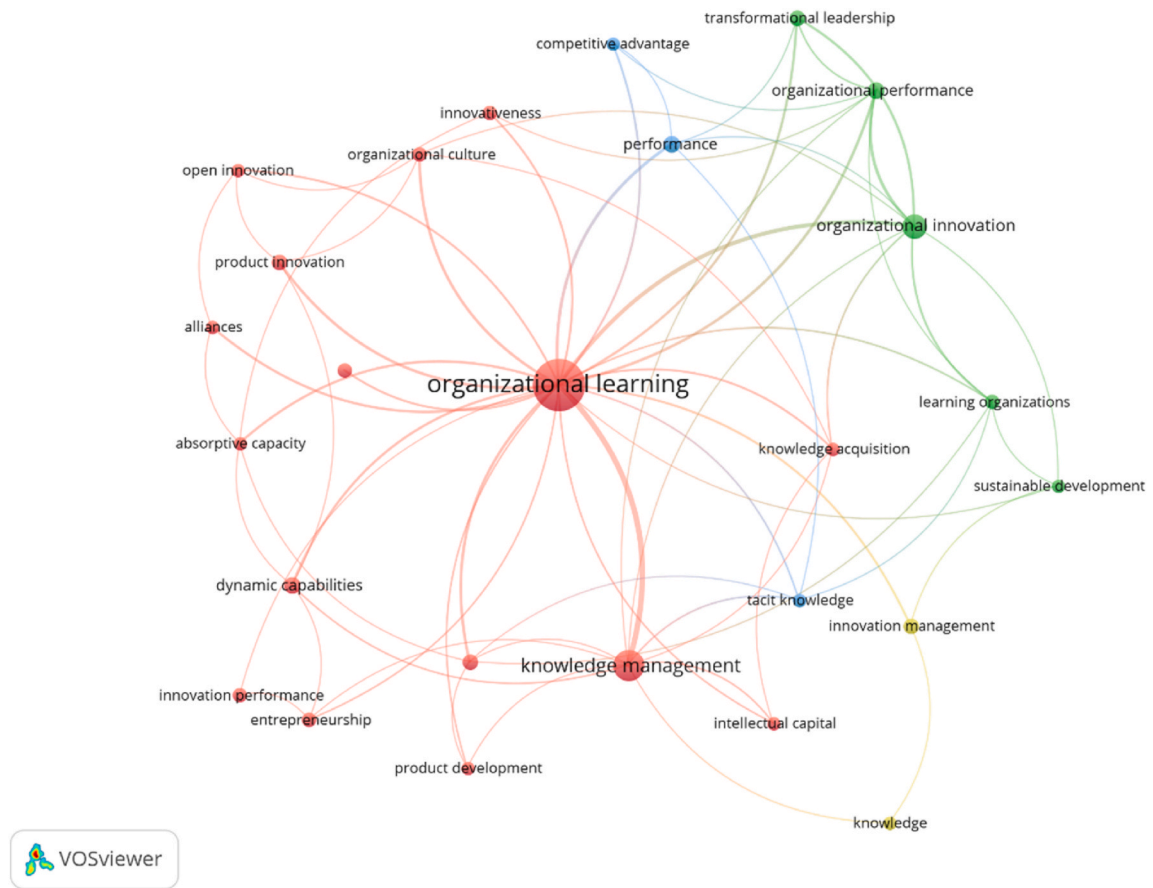 transformational leadership
competitive advantage
organizational performance
innovativeness
performance
organizational culture
open innovation
organizational innovation
product innovation
alliances
organizational learning
learning organizations
absorptive capacity
knowledge acquisition
sustainable development
dynamic capabilities
tacit knowledge
innovation management
knowledge management
innovation performance
entrepreneurship
intellectual capital
product development
knowledge
VOSviewer